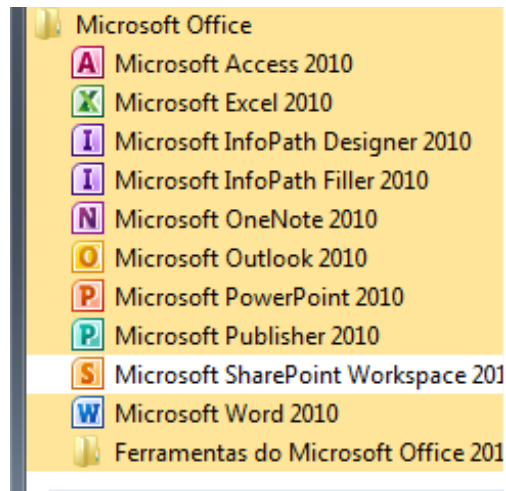 Microsoft Office
A Microsoft Access 2010
X Microsoft Excel 2010
I Microsoft InfoPath Designer 2010
I Microsoft InfoPath Filler 2010
N Microsoft OneNote 2010
O Microsoft Outlook 2010
P Microsoft PowerPoint 2010
P Microsoft Publisher 2010
S Microsoft SharePoint Workspace 201
W Microsoft Word 2010
Ferramentas do Microsoft Office 201